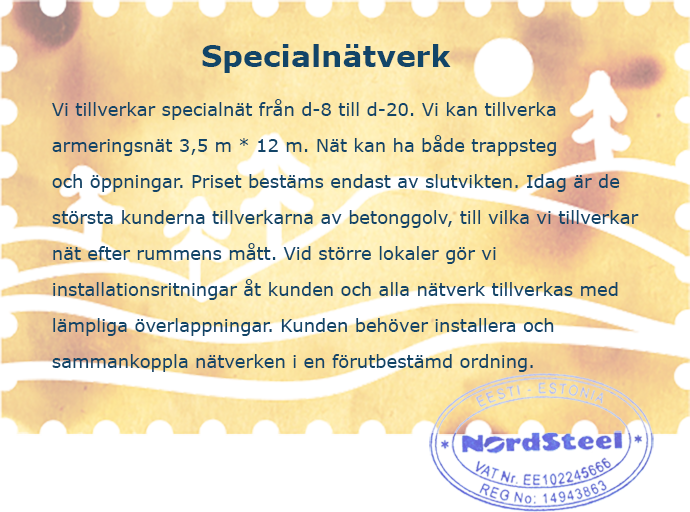 Specialnätverk
Vi tillverkar specialnät från d-8 till d-20. Vi kan tillverka
armeringsnät 3,5 m * 12 m. Nät kan ha både trappsteg
och öppningar. Priset bestäms endast av slutvikten. Idag är de
största kunderna tillverkarna av betonggolv, till vilka vi tillverkar
nät efter rummens mått. Vid större lokaler gör vi
installationsritningar åt kunden och alla nätverk tillverkas med
lämpliga överlappningar. Kunden behöver installera och
sammankoppla nätverken i en förutbestämd ordning.
EESTI - ESTONIA
* NordSteel *
VAT Nr. EE102245666
REG No: 14943863